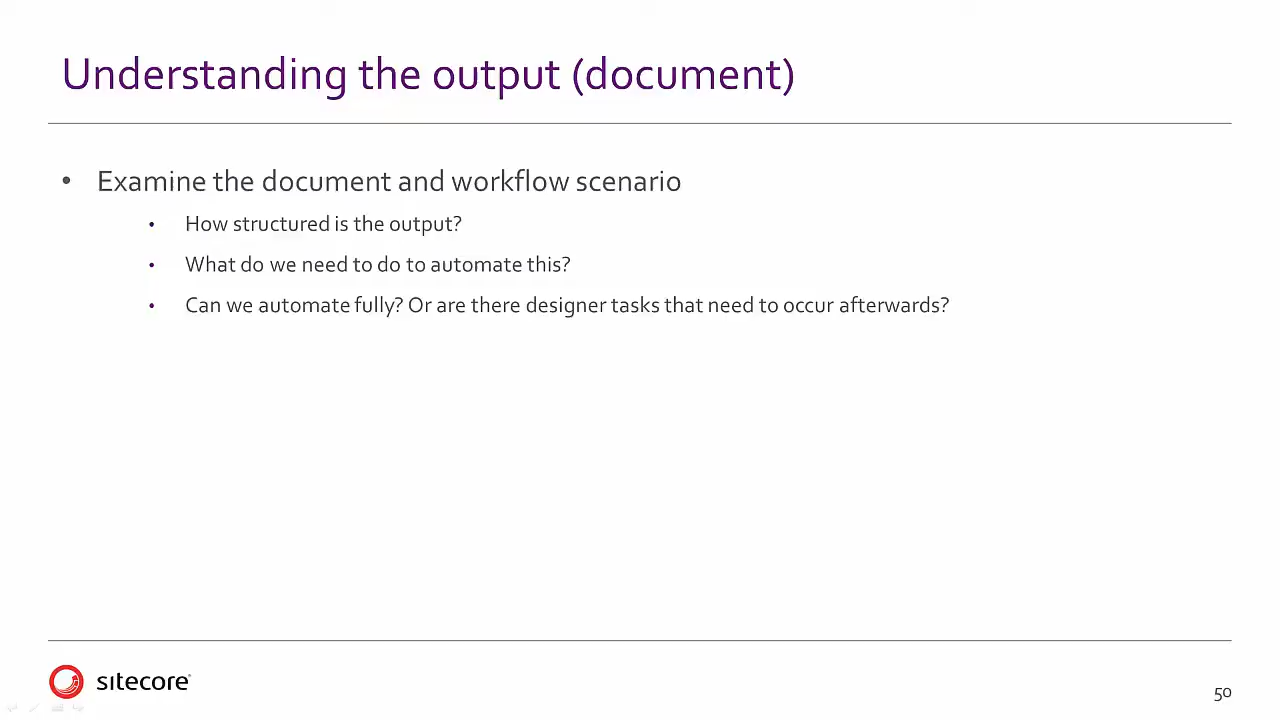 Understanding the output (document)
• Examine the document and workflow scenario
• How structured is the output?
• What do we need to do to automate this?
• Can we automate fully? Or are there designer tasks that need to occur afterwards?
sitecore
50